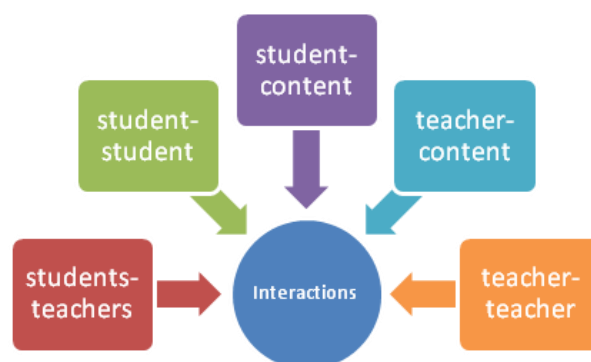 student-
content
student-
student
teacher-
content
students-
teachers
Interactions
teacher-
teacher